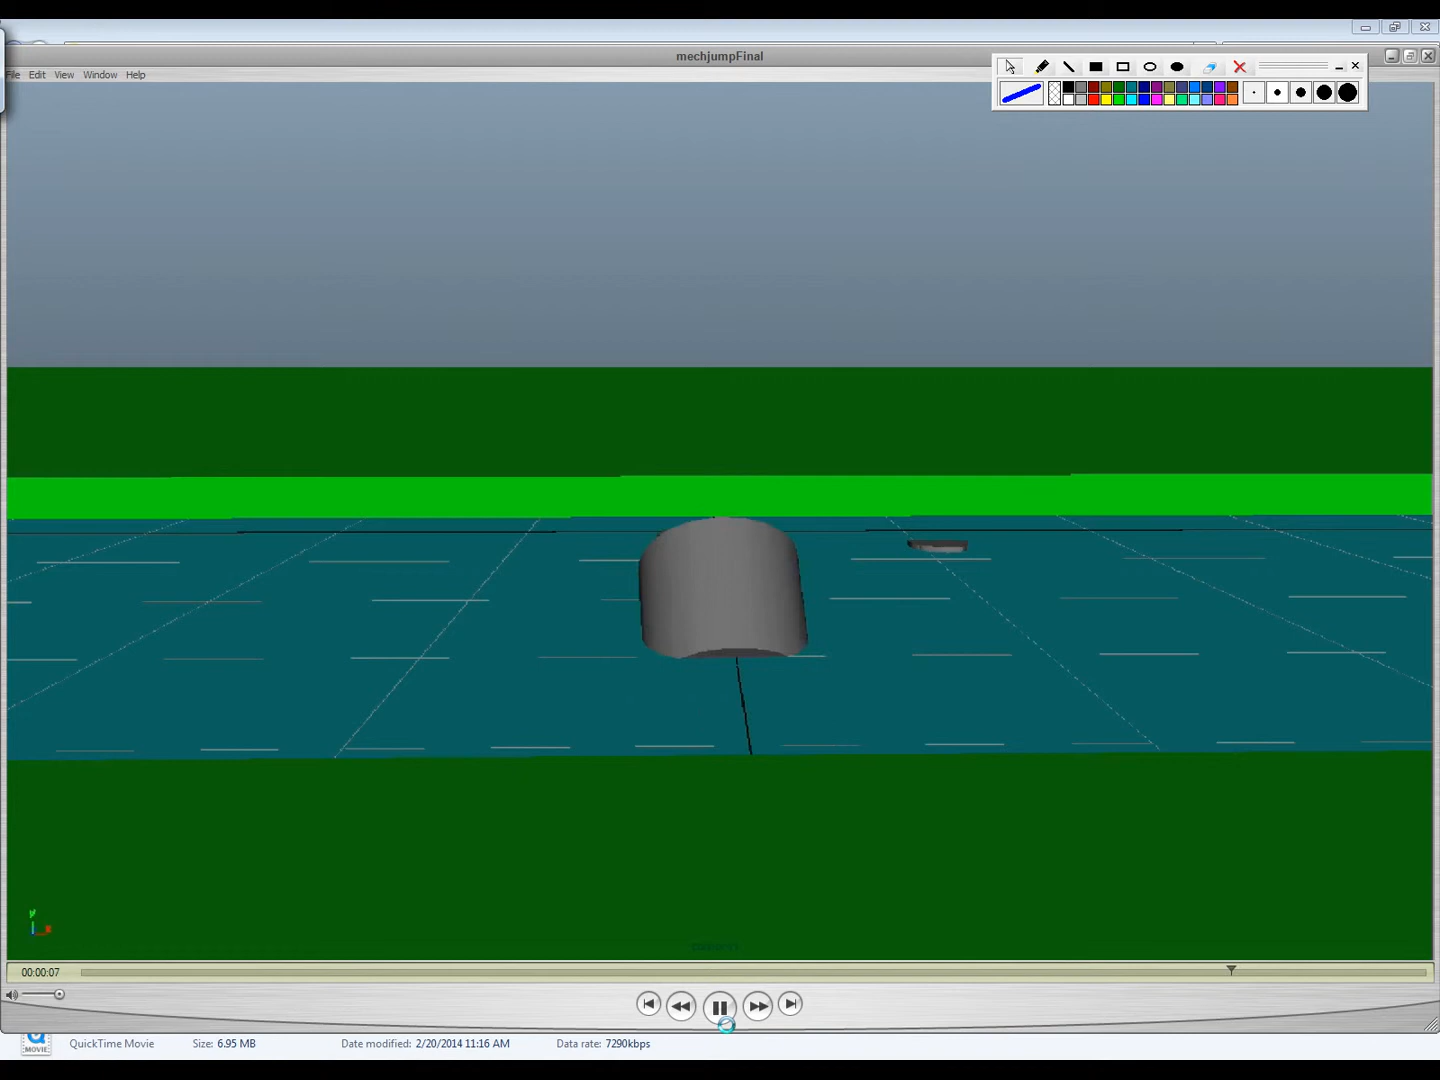 mechjumpFinal
File Edit View Window Help
y
00:00:07
MOVIE
QuickTime Movie Size: 6.95 MB Date modified: 2/20/2014 11:16 AM Data rate: 7290kbps